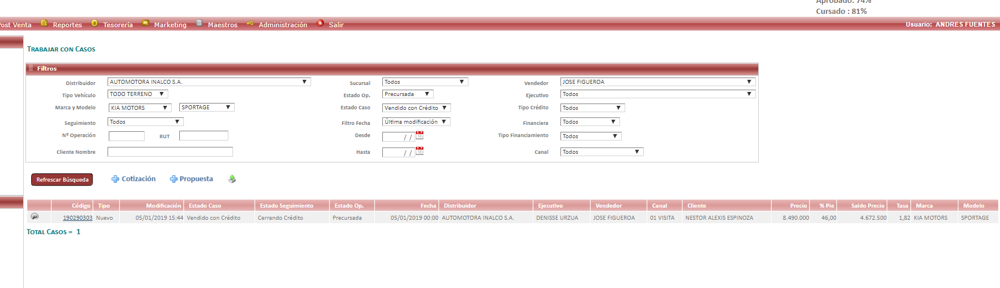 Aprobado: 74%
Cursado : 81%
Post Venta Reportes Tesorería Marketing Maestros Administración Salir Usuario: ANDRES FUENTES
TRABAJAR CON CASOS
Filtros
Distribuidor AUTOMOTORA INALCO S.A. Sucursal Todos Vendedor JOSE FIGUEROA
Tipo Vehículo TODO TERRENO Estado Op. Precursada Ejecutivo Todos
Marca y Modelo KIA MOTORS SPORTAGE Estado Caso Vendido con Crédito Tipo Crédito Todos
Seguimiento Todos Filtro Fecha Última modificación Financiera Todos
Nº Operación RUT Desde / / Tipo Financiamiento Todos
Cliente Nombre Hasta / / Canal Todos
Refrescar Búsqueda Cotización Propuesta
Código Tipo Modificación Estado Caso Estado Seguimiento Estado Op. Fecha Distribuidor Ejecutivo Vendedor Canal Cliente Precio % Pie Saldo Precio Tasa Marca Modelo
190290303 Nuevo 05/01/2019 15:44 Vendido con Crédito Cerrando Crédito Precursada 05/01/2019 00:00 AUTOMOTORA INALCO S.A. DENISSE URZUA JOSE FIGUEROA 01 VISITA NESTOR ALEXIS ESPINOZA 8.490.000 46,00 4.672.500 1,82 KIA MOTORS SPORTAGE
TOTAL CASOS = 1